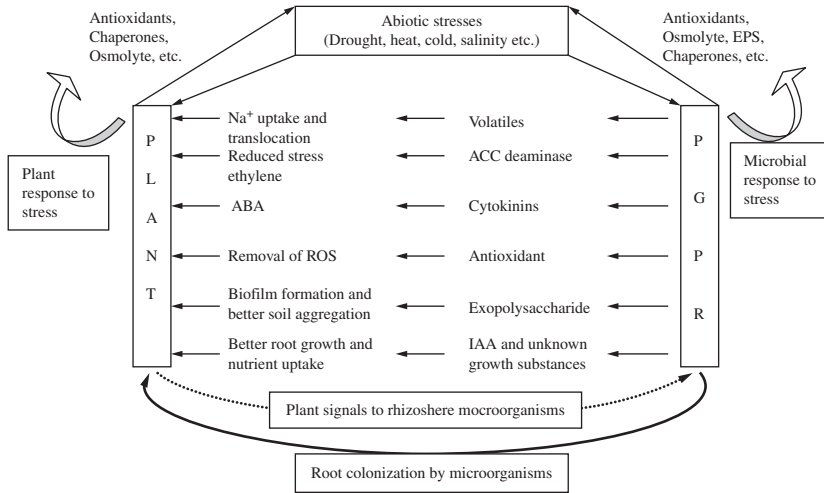 Antioxidants,
Chaperones,
Osmolyte, etc.
Abiotic stresses
(Drought, heat, cold, salinity etc.)
Antioxidants,
Osmolyte, EPS,
Chaperones, etc.
Plant
response to
stress
P
L
A
N
T
Na⁺ uptake and
translocation
Volatiles
Reduced stress
ethylene
ACC deaminase
ABA
Cytokinins
Removal of ROS
Antioxidant
Biofilm formation and
better soil aggregation
Exopolysaccharide
Better root growth and
nutrient uptake
IAA and unknown
growth substances
P
G
P
R
Microbial
response to
stress
Plant signals to rhizoshere mocroorganisms
Root colonization by microorganisms